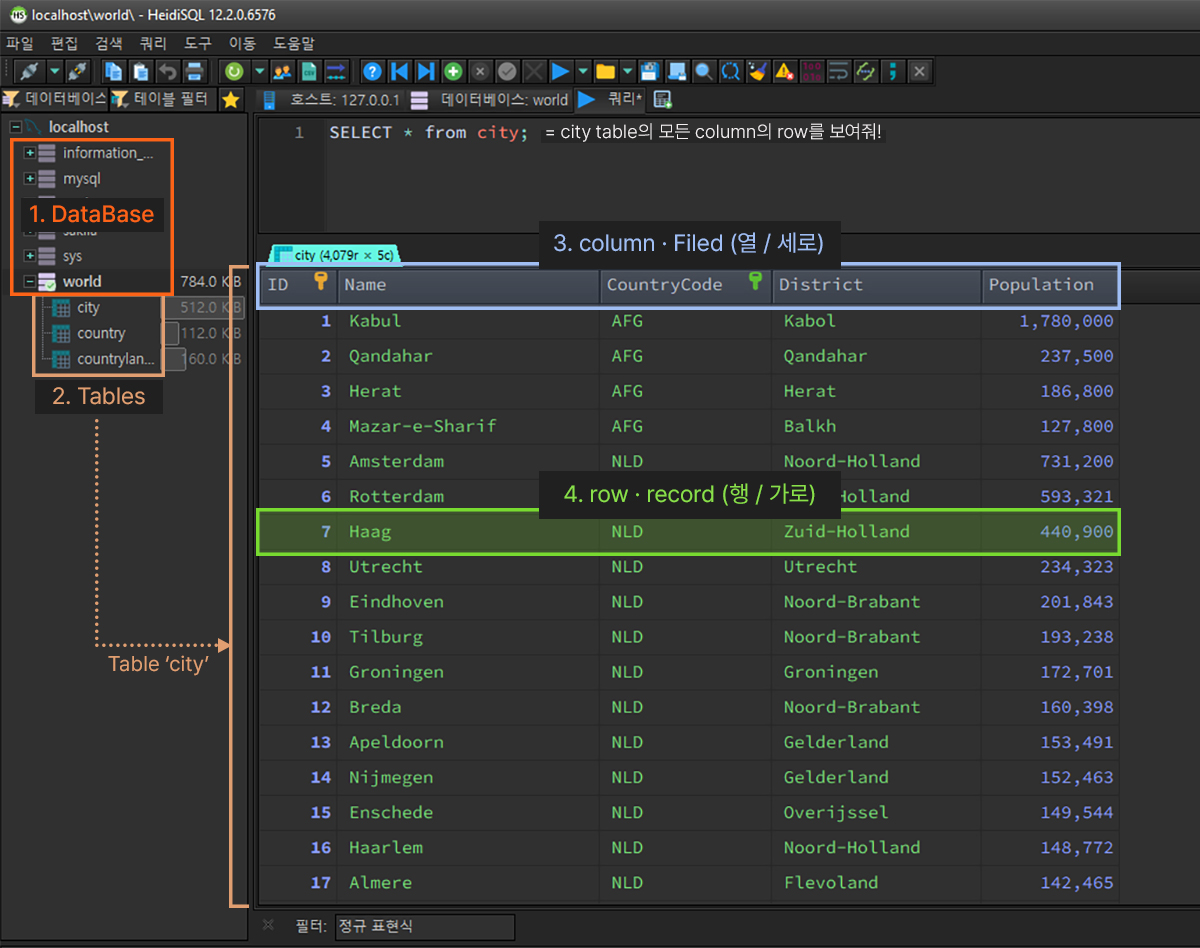 localhost\world\ - HeidiSQL 12.2.0.6576
파일 편집 검색 쿼리 도구 이동 도움말
데이터베이스 테이블 필터 호스트: 127.0.0.1 데이터베이스: world 쿼리*
localhost
information_...
mysql
1. DataBase
sys
world 784.0 KiB
city 512.0 KiB
country 112.0 KiB
countrylan... 160.0 KiB
2. Tables
Table ‘city’
1 SELECT * from city; = city table의 모든 column의 row를 보여줘!
3. column · Filed (열 / 세로)
city (4,079r × 5c)
ID Name CountryCode District Population
1 Kabul AFG Kabol 1,780,000
2 Qandahar AFG Qandahar 237,500
3 Herat AFG Herat 186,800
4 Mazar-e-Sharif AFG Balkh 127,800
5 Amsterdam NLD Noord-Holland 731,200
4. row · record (행 / 가로)
6 Rotterdam Holland 593,321
7 Haag NLD Zuid-Holland 440,900
8 Utrecht NLD Utrecht 234,323
9 Eindhoven NLD Noord-Brabant 201,843
10 Tilburg NLD Noord-Brabant 193,238
11 Groningen NLD Groningen 172,701
12 Breda NLD Noord-Brabant 160,398
13 Apeldoorn NLD Gelderland 153,491
14 Nijmegen NLD Gelderland 152,463
15 Enschede NLD Overijssel 149,544
16 Haarlem NLD Noord-Holland 148,772
17 Almere NLD Flevoland 142,465
필터: 정규 표현식